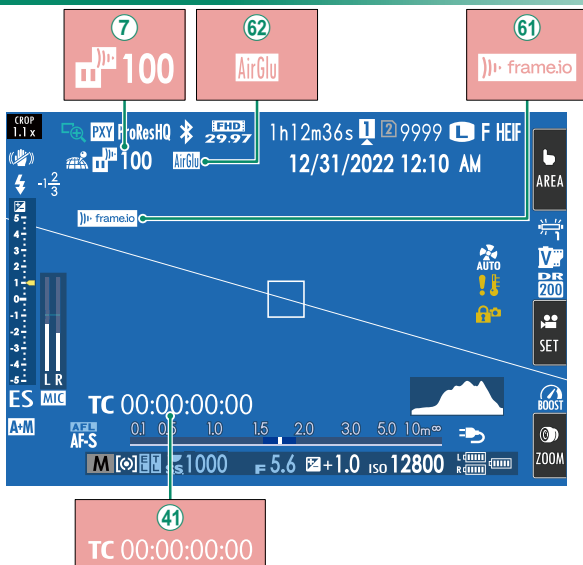 7
62
61
100
AirGlu
frame.io
CROP
1.1 x
PXY ProResHQ FHD 29.97 1h12m36s 1 2 9999 L F HEIF
100 AirGlu 12/31/2022 12:10 AM
AREA
-1 2/3
frame.io
5
4
3
2
1
0
-1
-2
-3
-4
-5
AUTO
V
DR
200
SET
L R
ES MIC
TC 00:00:00:00
BOOST
A+M
AFL
AF-S
0.1 0.5 1.0 1.5 2.0 3.0 5.0 10m∞
ZOOM
M S.S. 1000 F 5.6 +1.0 ISO 12800 L R
41
TC 00:00:00:00